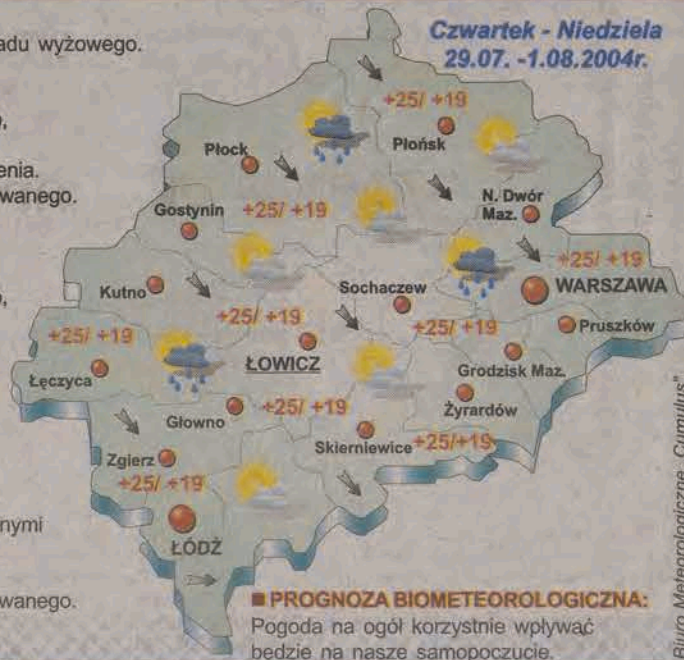 Czwartek - Niedziela
29.07. -1.08.2004r.
adu wyżowego.
enia.
wanego.
nymi
wanego.
+25/ +19
Płońsk
Płock
N. Dwór
Maz.
Gostynin
+25/ +19
+25/ +19
WARSZAWA
Kutno
Sochaczew
+25/ +19
+25/ +19
Pruszków
+25/ +19
ŁOWICZ
Grodzisk Maz.
Łęczyca
Żyrardów
Głowno
+25/ +19
Skierniewice
+25/+19
Zgierz
+25/ +19
ŁÓDŹ
■ PROGNOZA BIOMETEOROLOGICZNA:
Pogoda na ogół korzystnie wpływać
będzie na nasze samopoczucie.
Biuro Meteorologiczne „Cumulus"